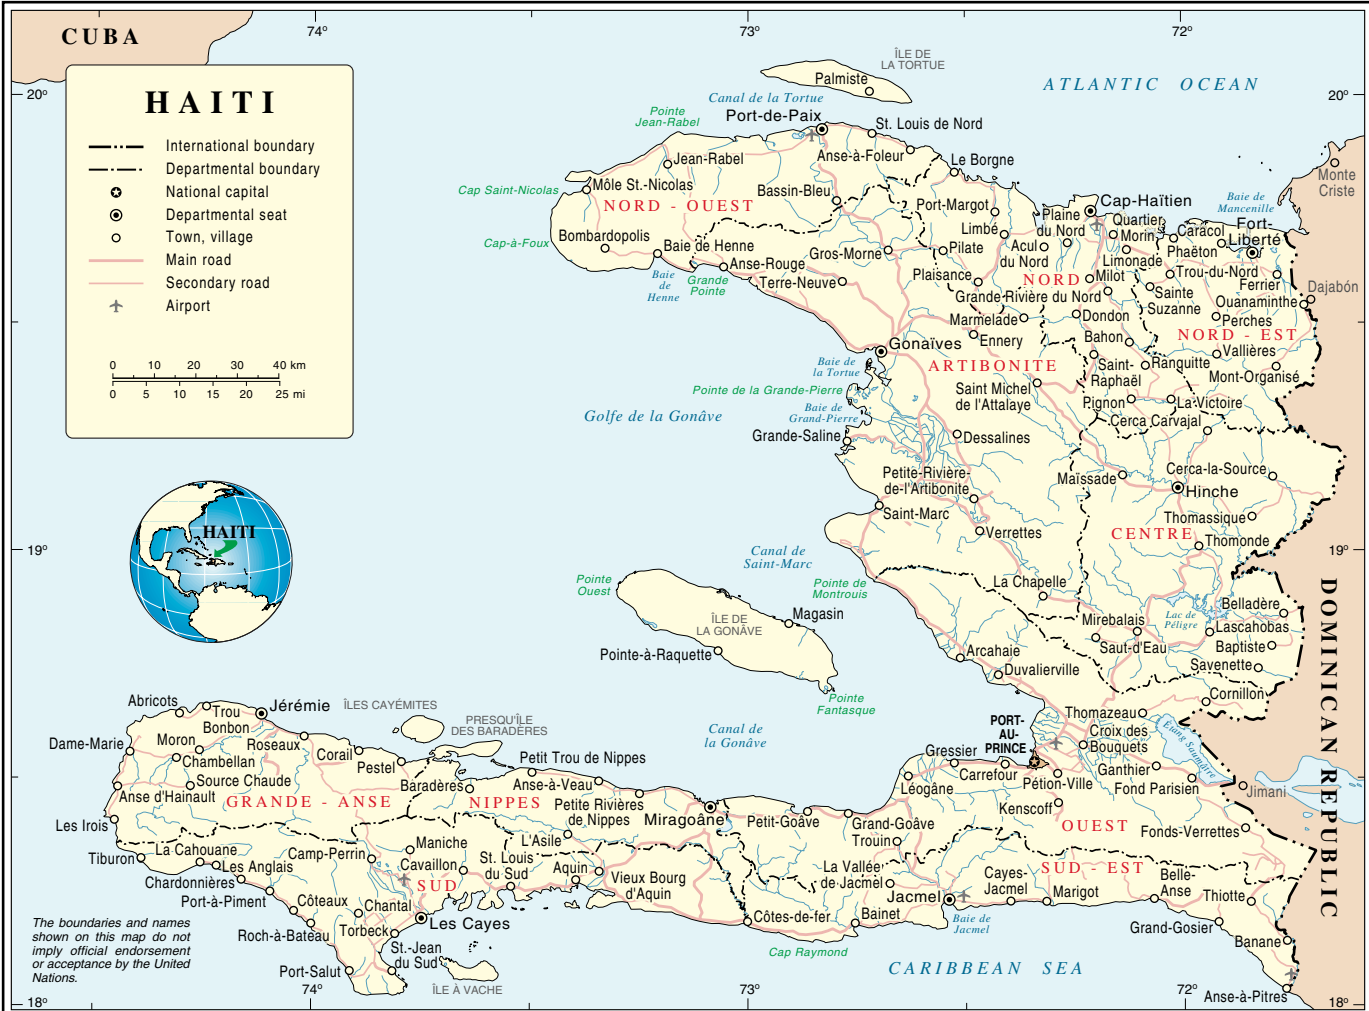 CUBA
74º
73º
72º
HAITI
International boundary
Departmental boundary
National capital
Departmental seat
Town, village
Main road
Secondary road
Airport
0 10 20 30 40 km
0 5 10 15 20 25 mi
20º
20º
ÎLE DE
LA TORTUE
Palmiste
ATLANTIC OCEAN
Canal de la Tortue
Pointe
Jean-Rabel
Port-de-Paix
St. Louis de Nord
Jean-Rabel
Anse-à-Foleur
Le Borgne
Monte
Criste
Cap Saint-Nicolas
Môle St.-Nicolas
NORD - OUEST
Bassin-Bleu
Port-Margot
Cap-Haïtien
Baie de
Mancenille
Plaine
du Nord
Quartier
Morin
Limbé
Caracol
Fort-
Liberté
Cap-à-Foux
Bombardopolis
Baie de Henne
Gros-Morne
Pilate
Acul
du Nord
Limonade
Phaëton
Baie
de
Henne
Grande
Pointe
Anse-Rouge
Terre-Neuve
Plaisance
NORD
Milot
Trou-du-Nord
Ferrier
Dajabón
Grande-Rivière du Nord
Sainte
Suzanne
Ouanaminthe
Perches
Marmelade
Dondon
NORD - EST
Ennery
Bahon
Gonaïves
Vallières
Baie de
la Tortue
ARTIBONITE
Saint-
Raphaël
Ranquitte
Mont-Organisé
Pointe de la Grande-Pierre
Saint Michel
de l'Attalaye
Pignon
La Victoire
Baie de
Grand-Pierre
Golfe de la Gonâve
Cerca Carvajal
Grande-Saline
Dessalines
Petite-Rivière-
de-l'Artibonite
Maïssade
Cerca-la-Source
Hinche
Saint-Marc
Thomassique
Verrettes
CENTRE
Thomonde
HAITI
19º
19º
Canal de
Saint-Marc
Pointe
Ouest
Pointe de
Montrouis
La Chapelle
ÎLE DE
LA GONÂVE
Magasin
Lac de
Péligre
Belladère
Mirebalais
Lascahobas
Saut-d'Eau
Baptiste
Pointe-à-Raquette
Arcahaie
Duvalierville
Savenette
Pointe
Fantasque
Cornillon
DOMINICAN REPUBLIC
Abricots
Trou
Bonbon
Jérémie
ÎLES CAYÉMITES
PRESQU'ÎLE
DES BARADÈRES
Canal de
la Gonâve
PORT-
AU-
PRINCE
Thomazeau
Croix des
Bouquets
Étang Saumâtre
Dame-Marie
Moron
Roseaux
Corail
Chambellan
Pestel
Petit Trou de Nippes
Gressier
Carrefour
Ganthier
Source Chaude
Baradères
Anse-à-Veau
Léogâne
Pétion-Ville
Fond Parisien
Jimani
Anse d'Hainault
GRANDE - ANSE
NIPPES
Petite Rivières
de Nippes
Miragoâne
Kenscoff
Les Irois
Petit-Goâve
Grand-Goâve
OUEST
Fonds-Verrettes
L'Asile
Trouin
Tiburon
La Cahouane
Les Anglais
Camp-Perrin
Maniche
Cavaillon
St. Louis
du Sud
Aquin
La Vallée
de Jacmel
SUD - EST
Chardonnières
SUD
Vieux Bourg
d'Aquin
Cayes-
Jacmel
Marigot
Belle-
Anse
Thiotte
Port-à-Piment
Côteaux
Chantal
Jacmel
Roch-à-Bateau
Torbeck
Les Cayes
Côtes-de-fer
Bainet
Baie de
Jacmel
Grand-Gosier
Banane
St.-Jean
du Sud
Cap Raymond
Port-Salut
ÎLE À VACHE
CARIBBEAN SEA
Anse-à-Pitres
The boundaries and names
shown on this map do not
imply official endorsement
or acceptance by the United
Nations.
18º
74º
73º
72º
18º